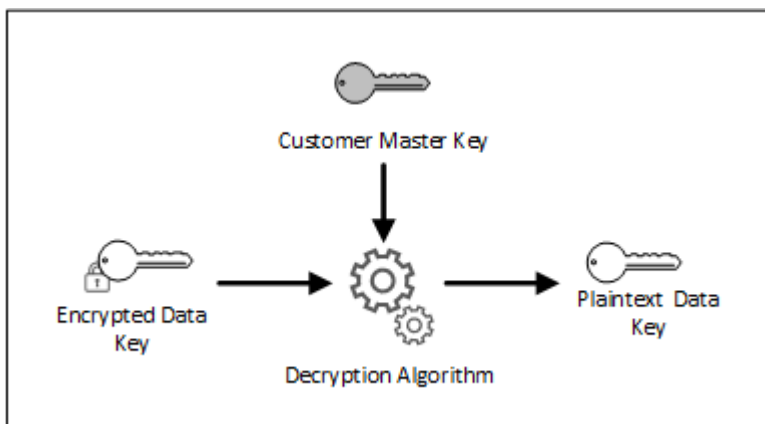 Customer Master Key
Encrypted Data
Key
Plaintext Data
Key
Decryption Algorithm